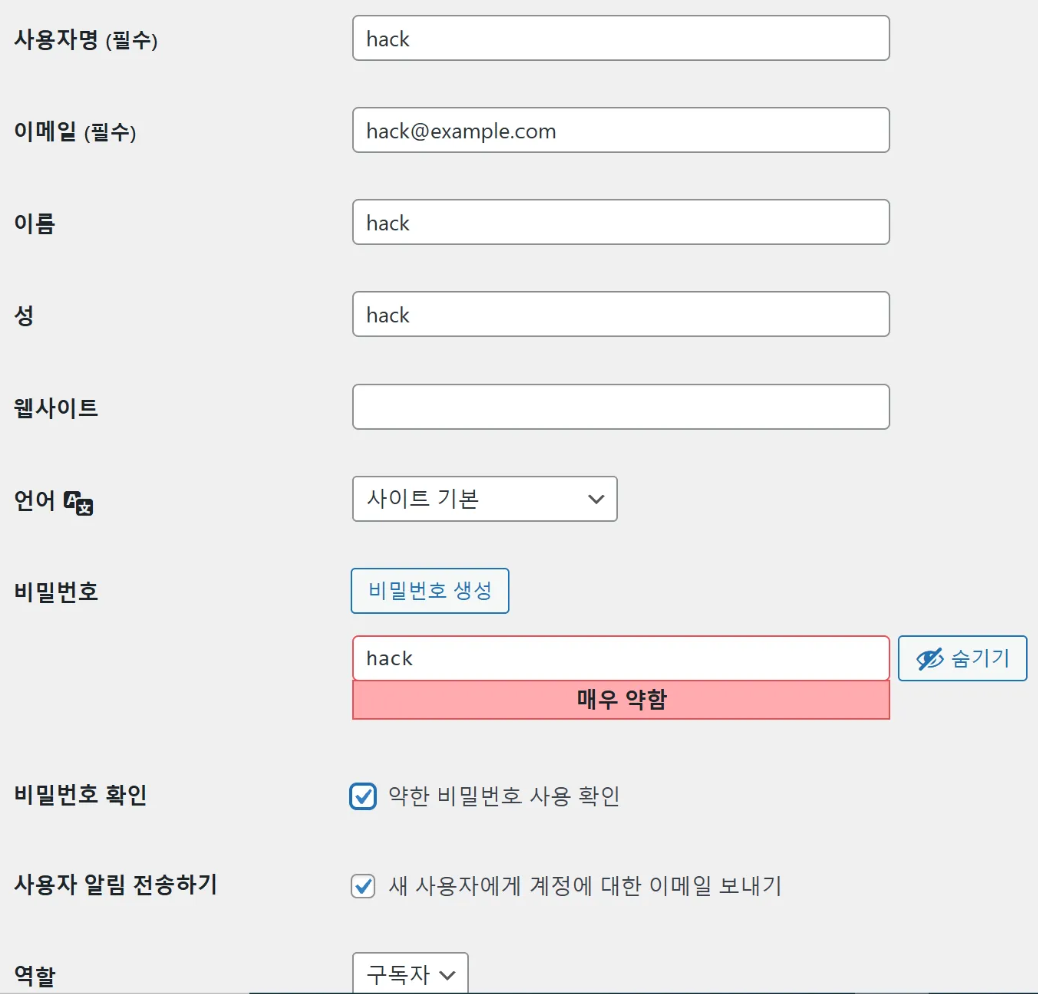 사용자명 (필수) hack
이메일 (필수) hack@example.com
이름 hack
성 hack
웹사이트
언어 사이트 기본
비밀번호 비밀번호 생성
hack 숨기기
매우 약함
비밀번호 확인 약한 비밀번호 사용 확인
사용자 알림 전송하기 새 사용자에게 계정에 대한 이메일 보내기
역할 구독자